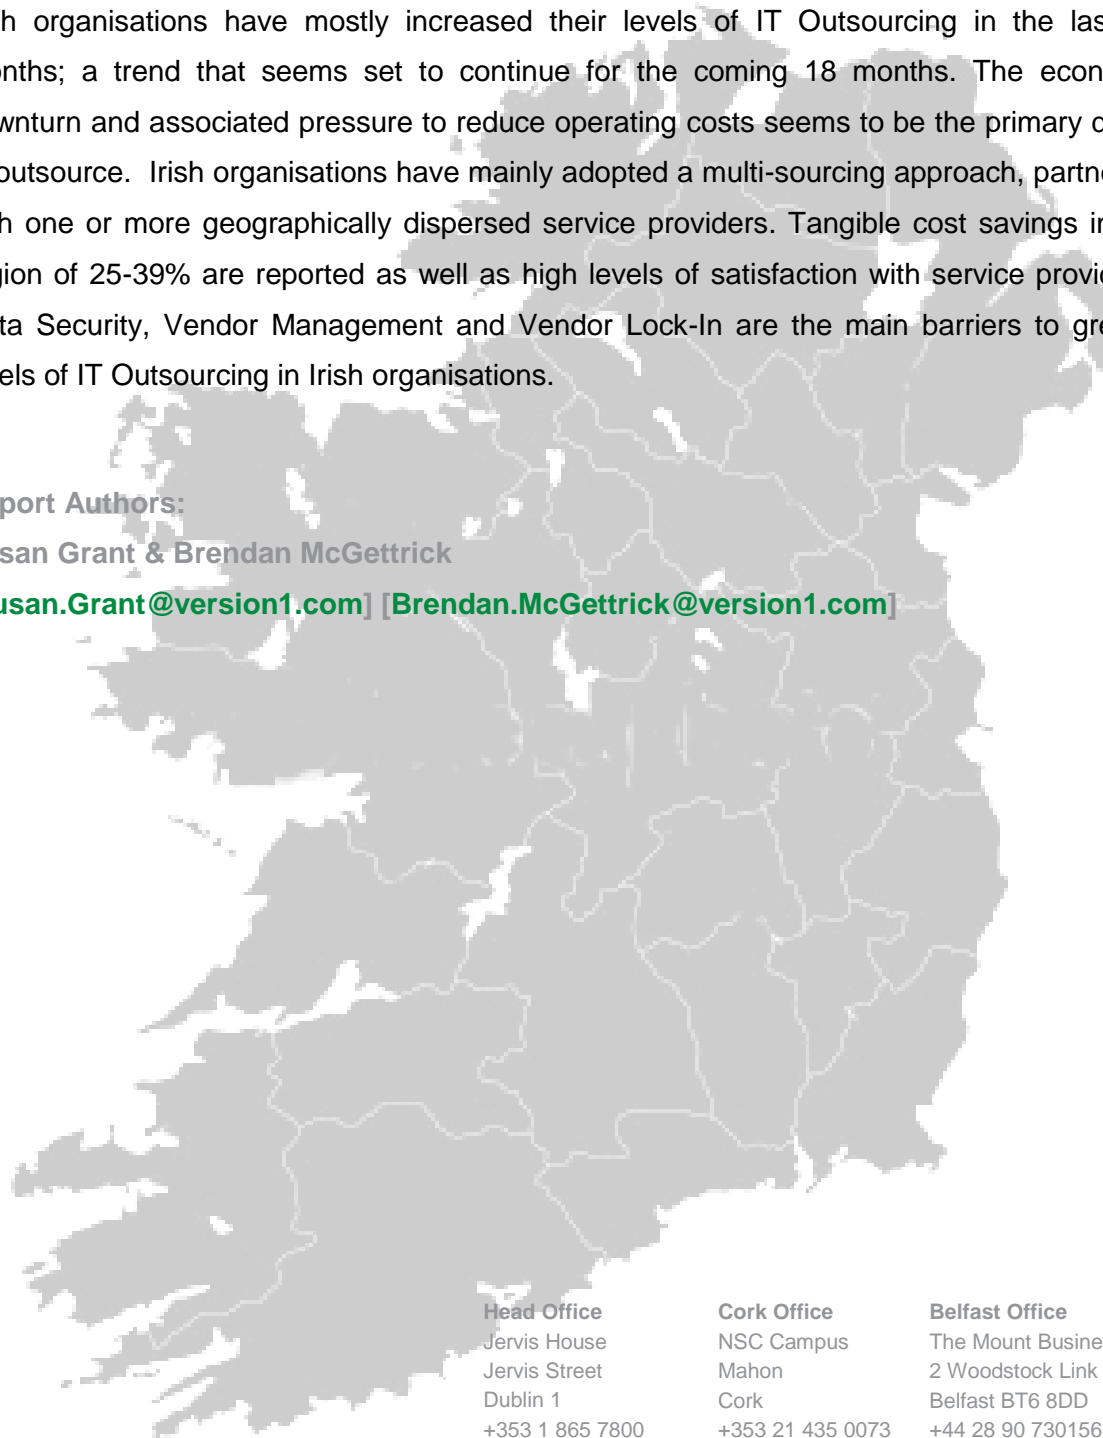 h organisations have mostly increased their levels of IT Outsourcing in the las
onths; a trend that seems set to continue for the coming 18 months. The econ
wnturn and associated pressure to reduce operating costs seems to be the primary d
outsource. Irish organisations have mainly adopted a multi-sourcing approach, partne
h one or more geographically dispersed service providers. Tangible cost savings in
gion of 25-39% are reported as well as high levels of satisfaction with service provid
ta Security, Vendor Management and Vendor Lock-In are the main barriers to gre
els of IT Outsourcing in Irish organisations.
port Authors:
san Grant & Brendan McGettrick
usan.Grant@version1.com] [Brendan.McGettrick@version1.com]
Head Office
Jervis House
Jervis Street
Dublin 1
+353 1 865 7800
Cork Office
NSC Campus
Mahon
Cork
+353 21 435 0073
Belfast Office
The Mount Busine
2 Woodstock Link
Belfast BT6 8DD
+44 28 90 730156